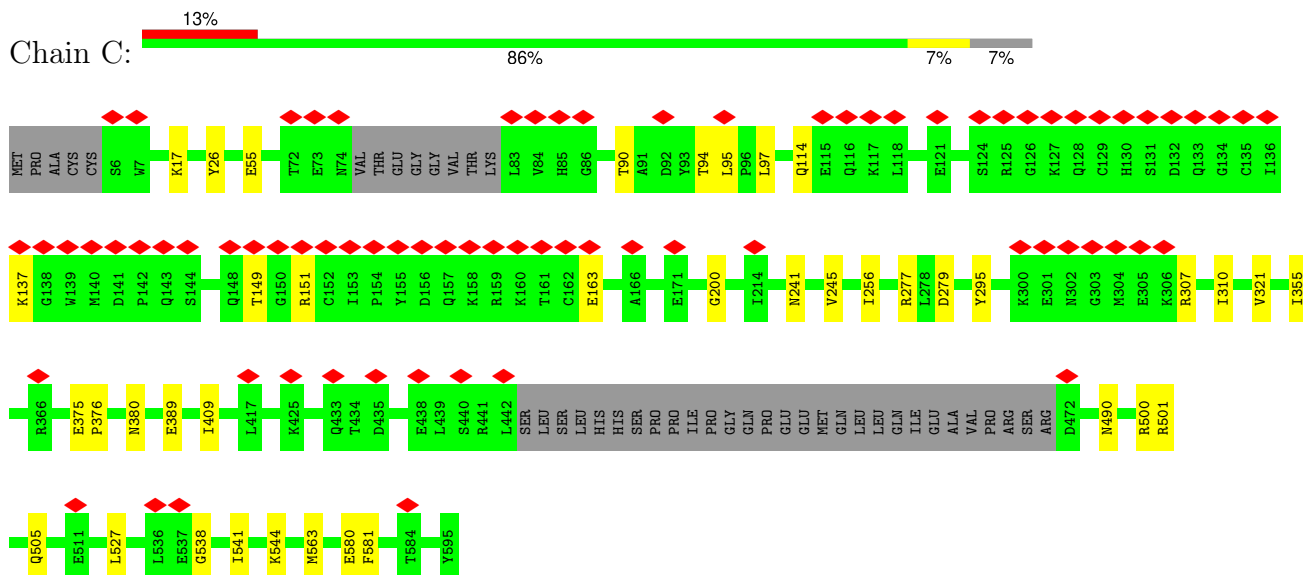 13%
Chain C:
86% 7% 7%
MET PRO ALA CYS CYS S6 W7 K17 Y26 E55 T72 E73 N74 VAL THR GLU GLY GLY VAL THR LYS L83 V84 H85 G86 T90 A91 D92 Y93 T94 L95 P96 L97 Q114 E115 Q116 K117 L118 E121 S124 R125 G126 K127 Q128 C129 H130 S131 D132 Q133 G134 C135 I136
K137 G138 W139 M140 D141 P142 Q143 S144 Q148 T149 G150 R151 C152 I153 P154 Y155 D156 Q157 K158 R159 K160 T161 C162 E163 A166 E171 G200 I214 N241 V245 I256 R277 L278 D279 Y295 K300 E301 N302 G303 M304 E305 K306 R307 I310 V321 I355
R366 E375 P376 N380 E389 I409 L417 K425 Q433 T434 D435 E438 L439 S440 R441 L442 SER LEU SER LEU HIS HIS SER PRO PRO ILE PRO GLY GLN PRO GLU GLU MET GLN LEU LEU GLN ILE GLU ALA VAL PRO ARG SER ARG D472 N490 R500 R501
Q505 E511 L527 L536 E537 G538 I541 K544 M563 E580 F581 T584 Y595